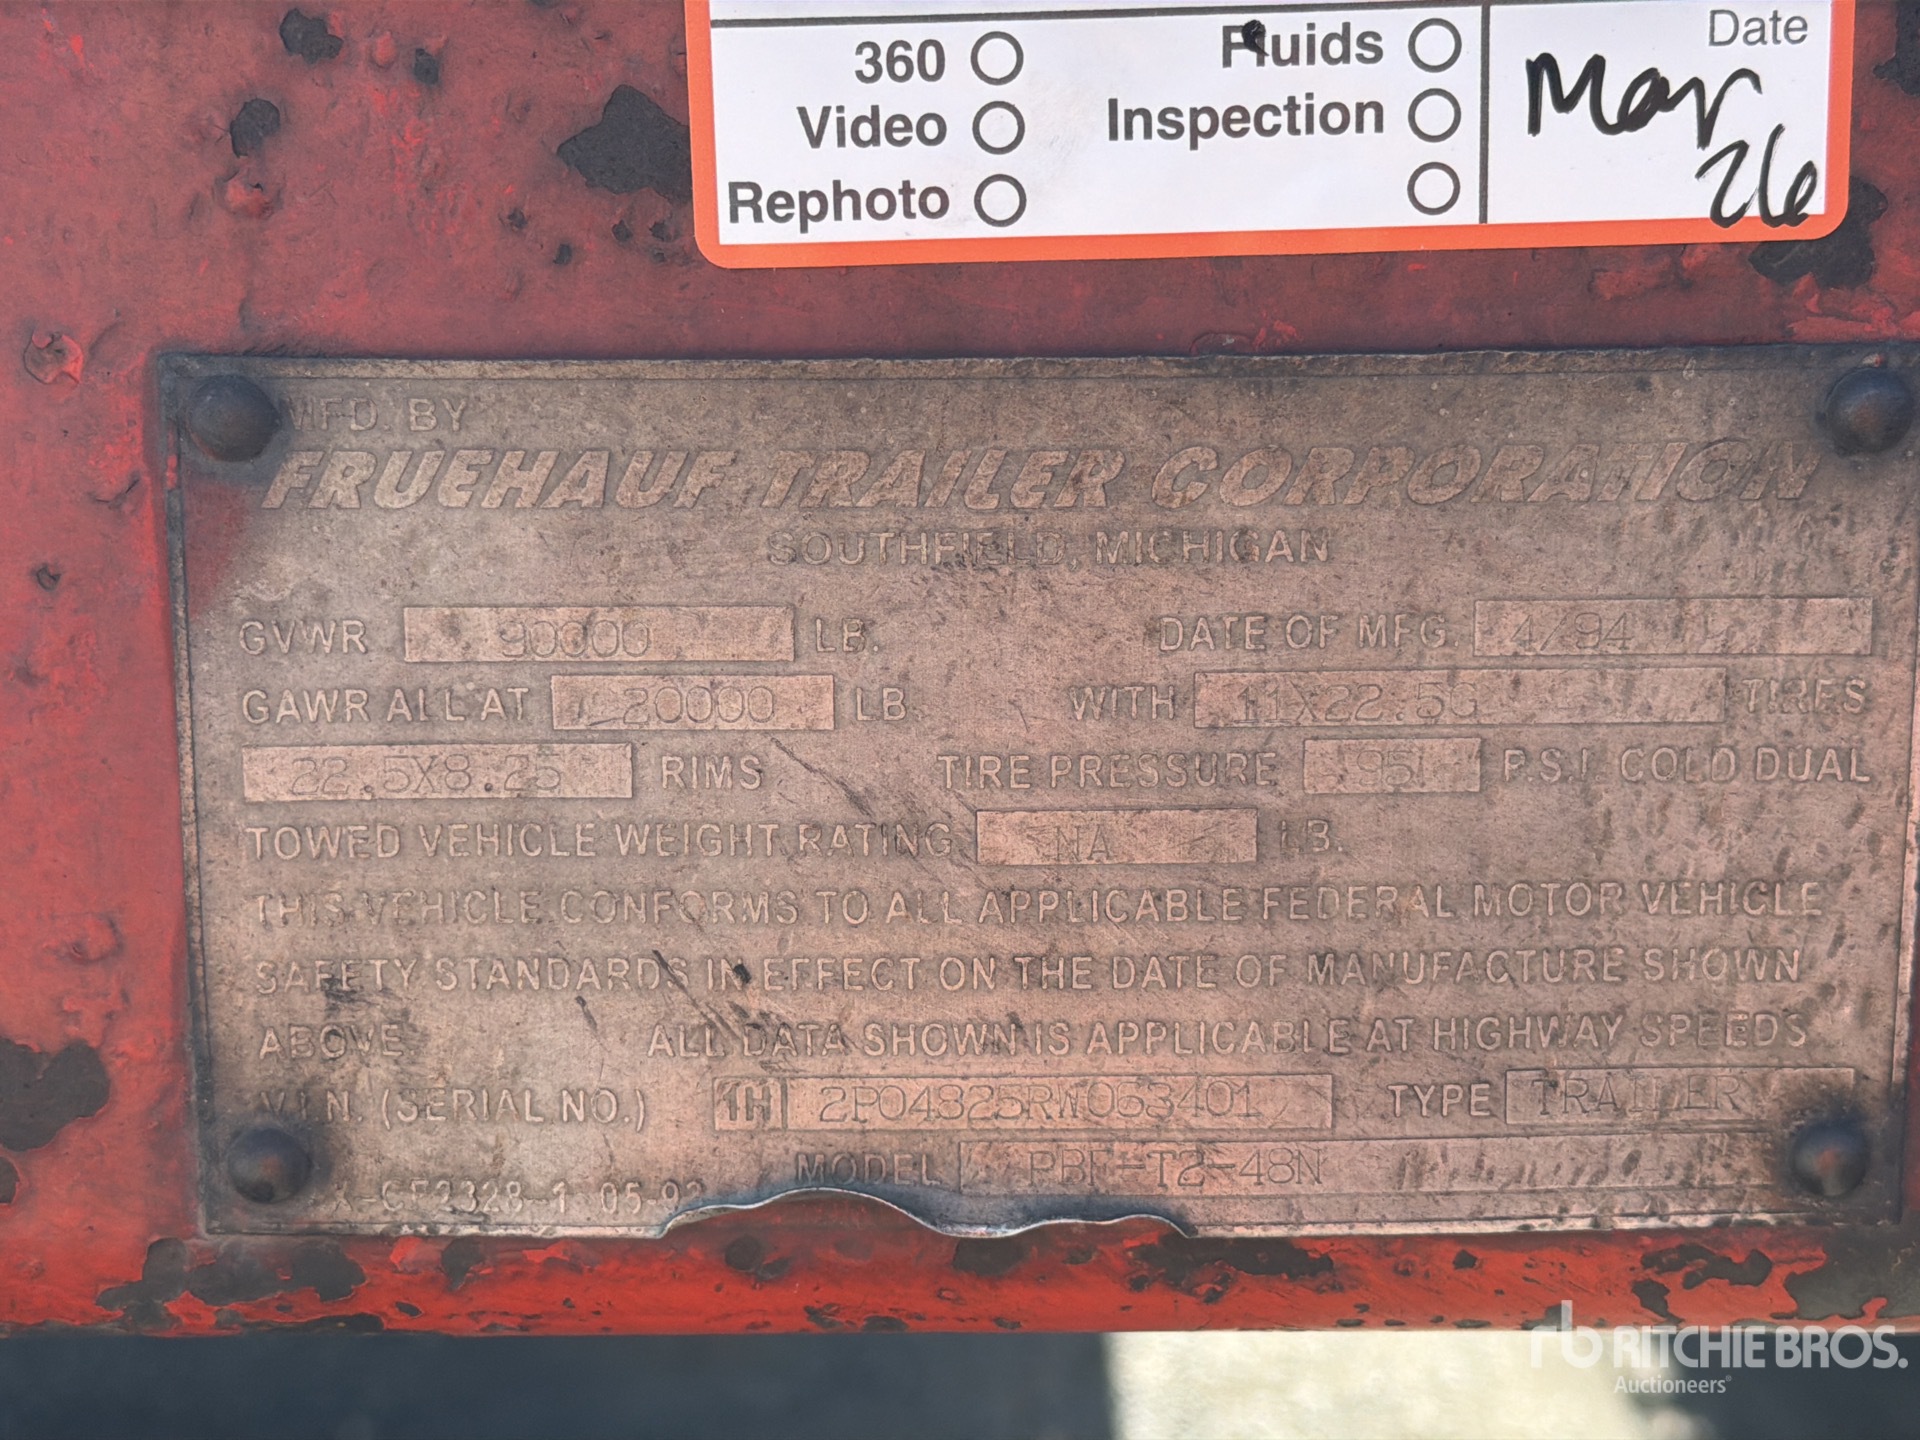 360
Video
Rephoto
Fluids
Inspection
Date
Mar
26
MFD. BY
FRUEHAUF TRAILER CORPORATION
SOUTHFIELD, MICHIGAN
GVWR 90000 LB. DATE OF MFG. 4/94
GAWR ALL AT 20000 LB. WITH 11X22.5G TIRES
22.5X8.25 RIMS TIRE PRESSURE 95 P.S.I. COLD DUAL
TOWED VEHICLE WEIGHT RATING NA LB.
THIS VEHICLE CONFORMS TO ALL APPLICABLE FEDERAL MOTOR VEHICLE
SAFETY STANDARDS IN EFFECT ON THE DATE OF MANUFACTURE SHOWN
ABOVE. ALL DATA SHOWN IS APPLICABLE AT HIGHWAY SPEEDS
V.I.N. (SERIAL NO.) 1H 2P04825RW063401 TYPE TRAILER
MODEL PBF-T2-48N
05-92
RITCHIE BROS.
Auctioneers